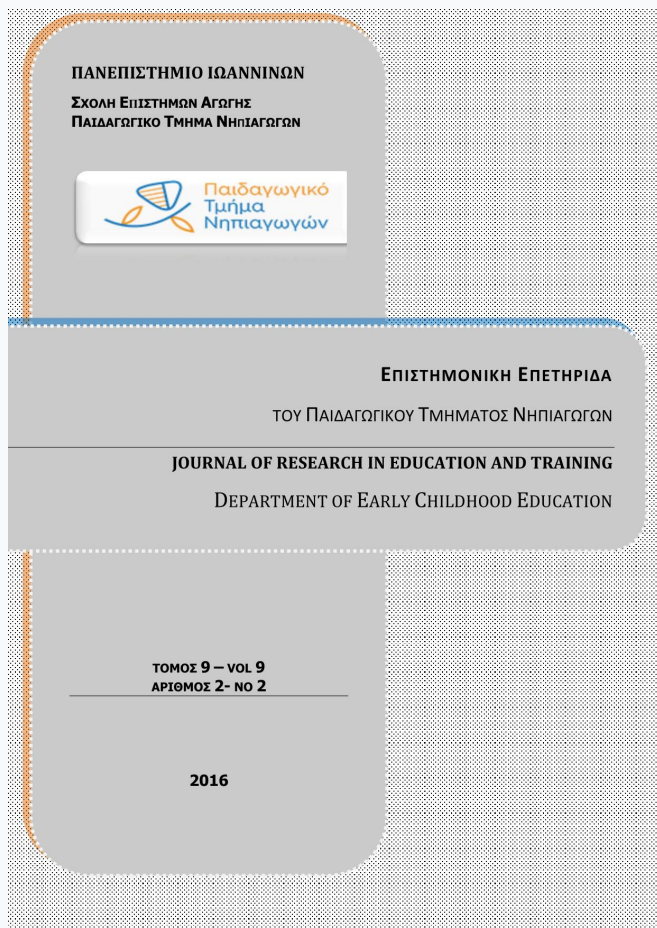 ΠΑΝΕΠΙΣΤΗΜΙΟ ΙΩΑΝΝΙΝΩΝ
ΣΧΟΛΗ ΕΠΙΣΤΗΜΩΝ ΑΓΩΓΗΣ
ΠΑΙΔΑΓΩΓΙΚΟ ΤΜΗΜΑ ΝΗΠΙΑΓΩΓΩΝ
Παιδαγωγικό
Τμήμα
Νηπιαγωγών
ΕΠΙΣΤΗΜΟΝΙΚΗ ΕΠΕΤΗΡΙΔΑ
ΤΟΥ ΠΑΙΔΑΓΩΓΙΚΟΥ ΤΜΗΜΑΤΟΣ ΝΗΠΙΑΓΩΓΩΝ
JOURNAL OF RESEARCH IN EDUCATION AND TRAINING
DEPARTMENT OF EARLY CHILDHOOD EDUCATION
ΤΟΜΟΣ 9 – VOL 9
ΑΡΙΘΜΟΣ 2- NO 2
2016